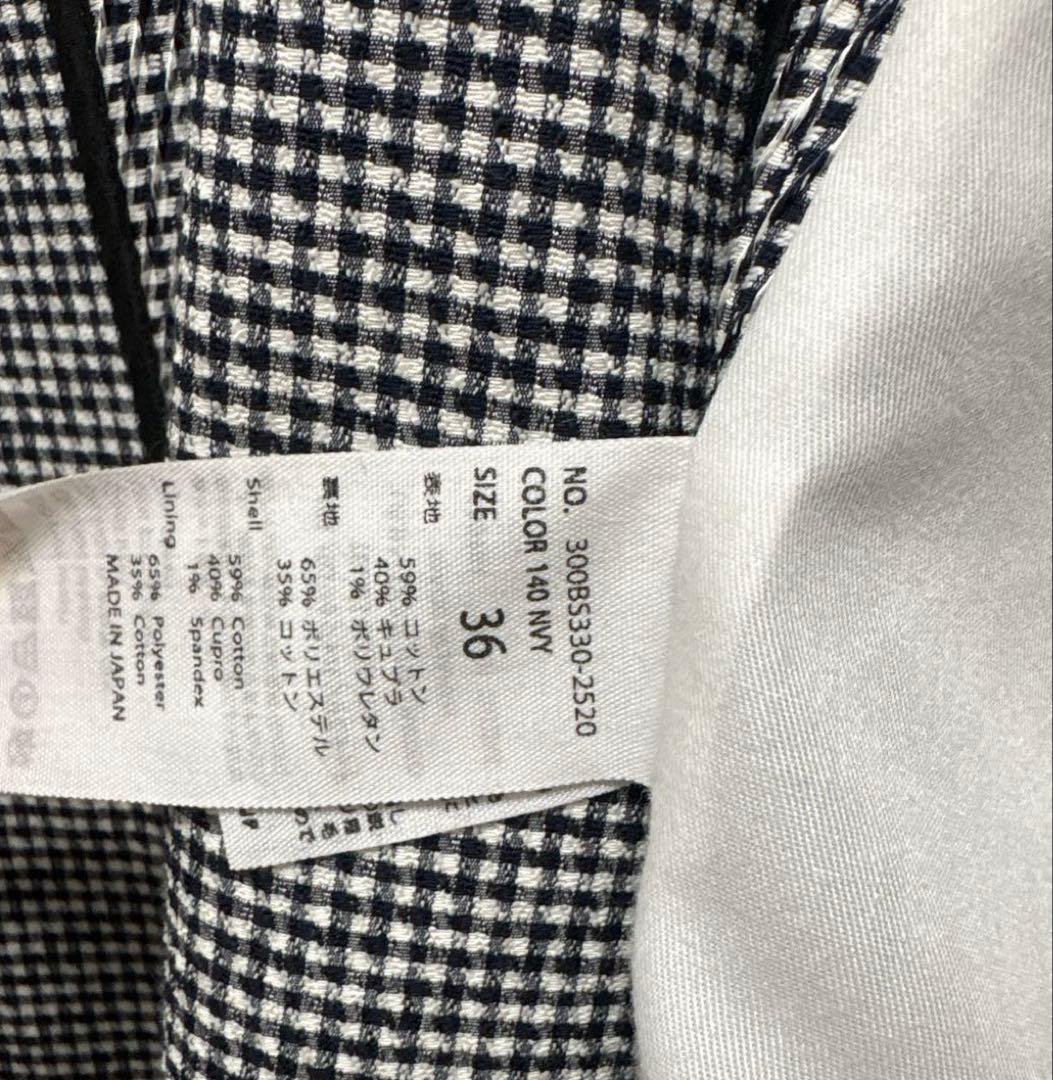 NO. 300BS330-2520
COLOR 140 NVY
SIZE 36
表地
59% コットン
40% キュプラ
1% ポリウレタン
裏地
65% ポリエステル
35% コットン
Shell
59% Cotton
40% Cupro
1% Spandex
Lining
65% Polyester
35% Cotton
MADE IN JAPAN